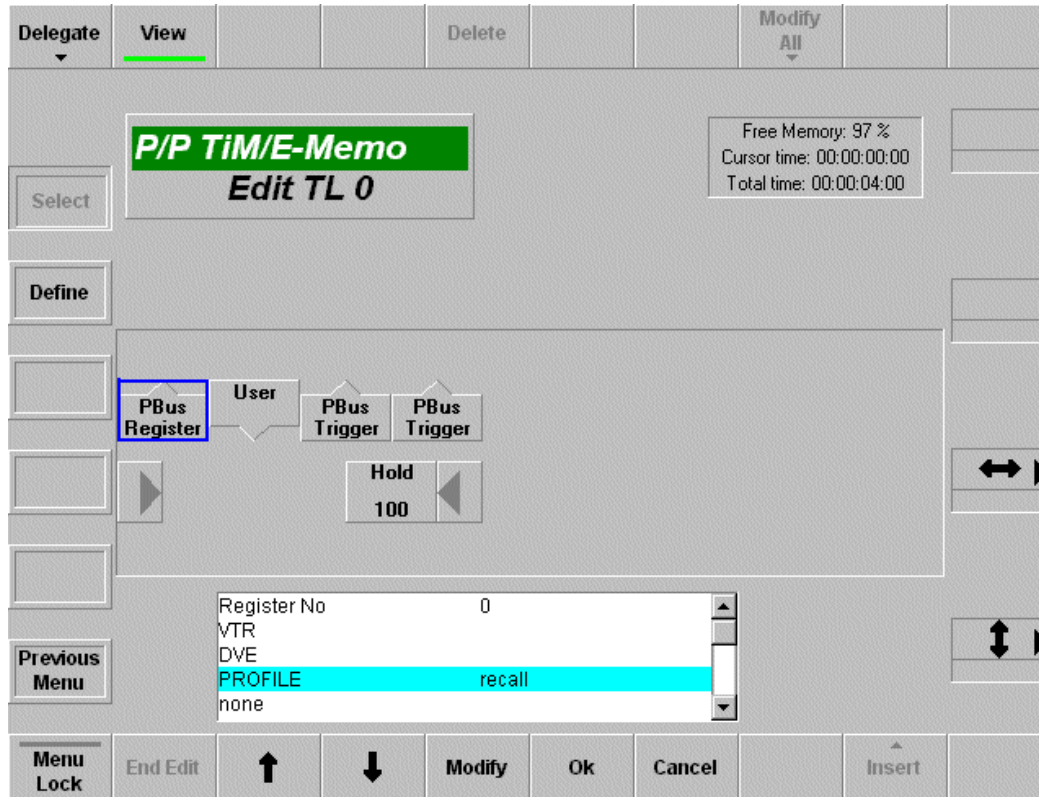 Delegate
View
Delete
Modify
All
P/P TiM/E-Memo
Edit TL 0
Free Memory: 97 %
Cursor time: 00:00:00:00
Total time: 00:00:04:00
Select
Define
PBus
Register
User
PBus
Trigger
PBus
Trigger
Hold
100
Register No 0
VTR
DVE
PROFILE recall
none
Previous
Menu
Menu
Lock
End Edit
Modify
Ok
Cancel
Insert